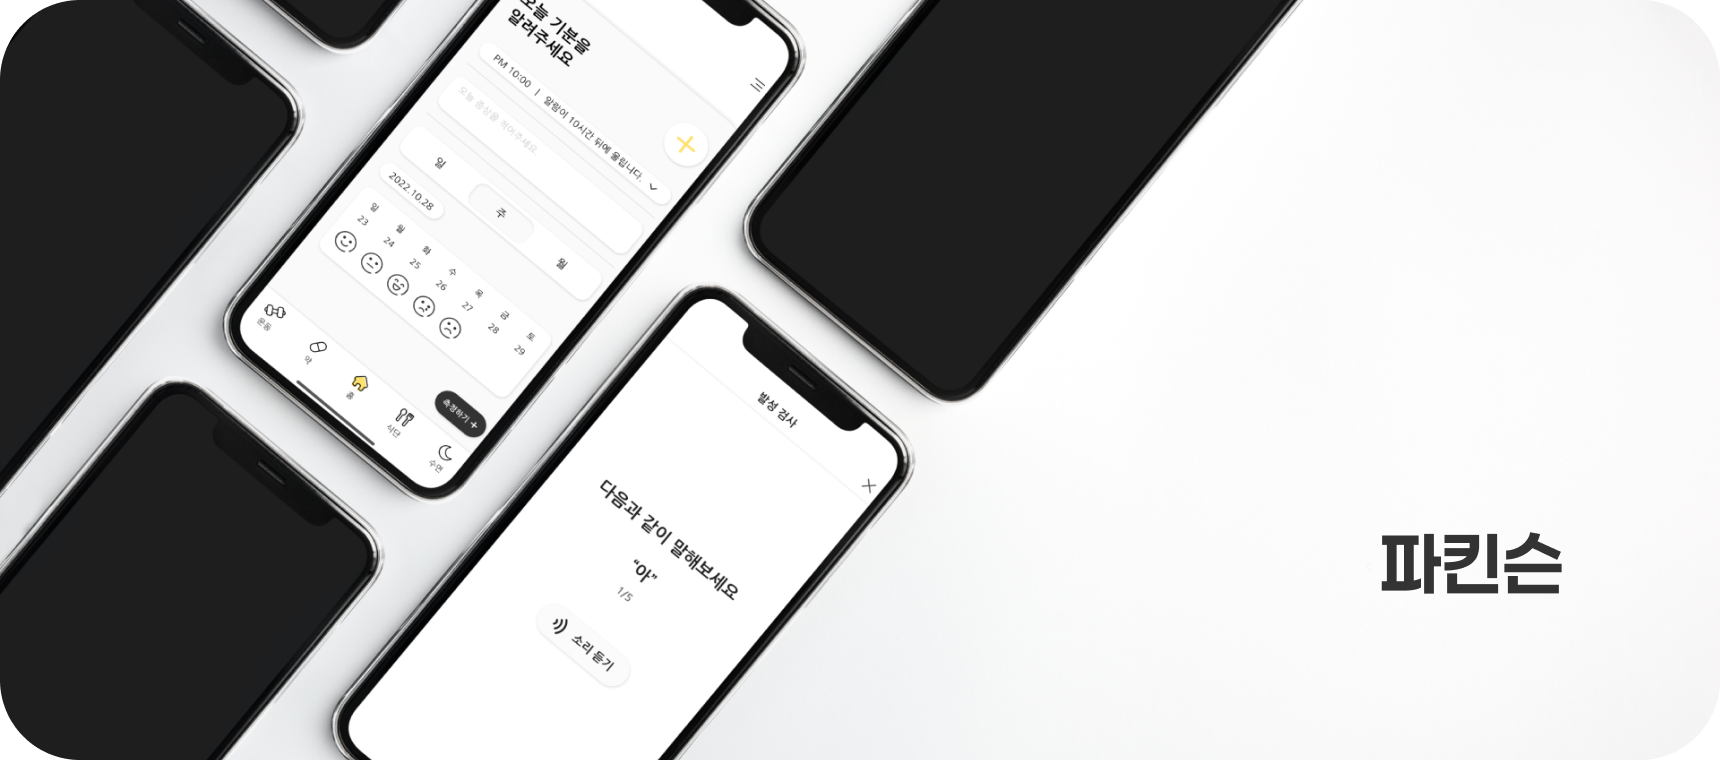 오늘 기분을
알려주세요
PM 10:00 | 알람이 10시간 뒤에 울립니다.
오늘 증상을 적어주세요
일 주 월
2022.10.28
일 월 화 수 목 금 토
23 24 25 26 27 28 29
측정하기 +
운동 약 홈 식단 수면
발성 검사
다음과 같이 말해보세요
“아”
1/5
소리 듣기
파킨슨